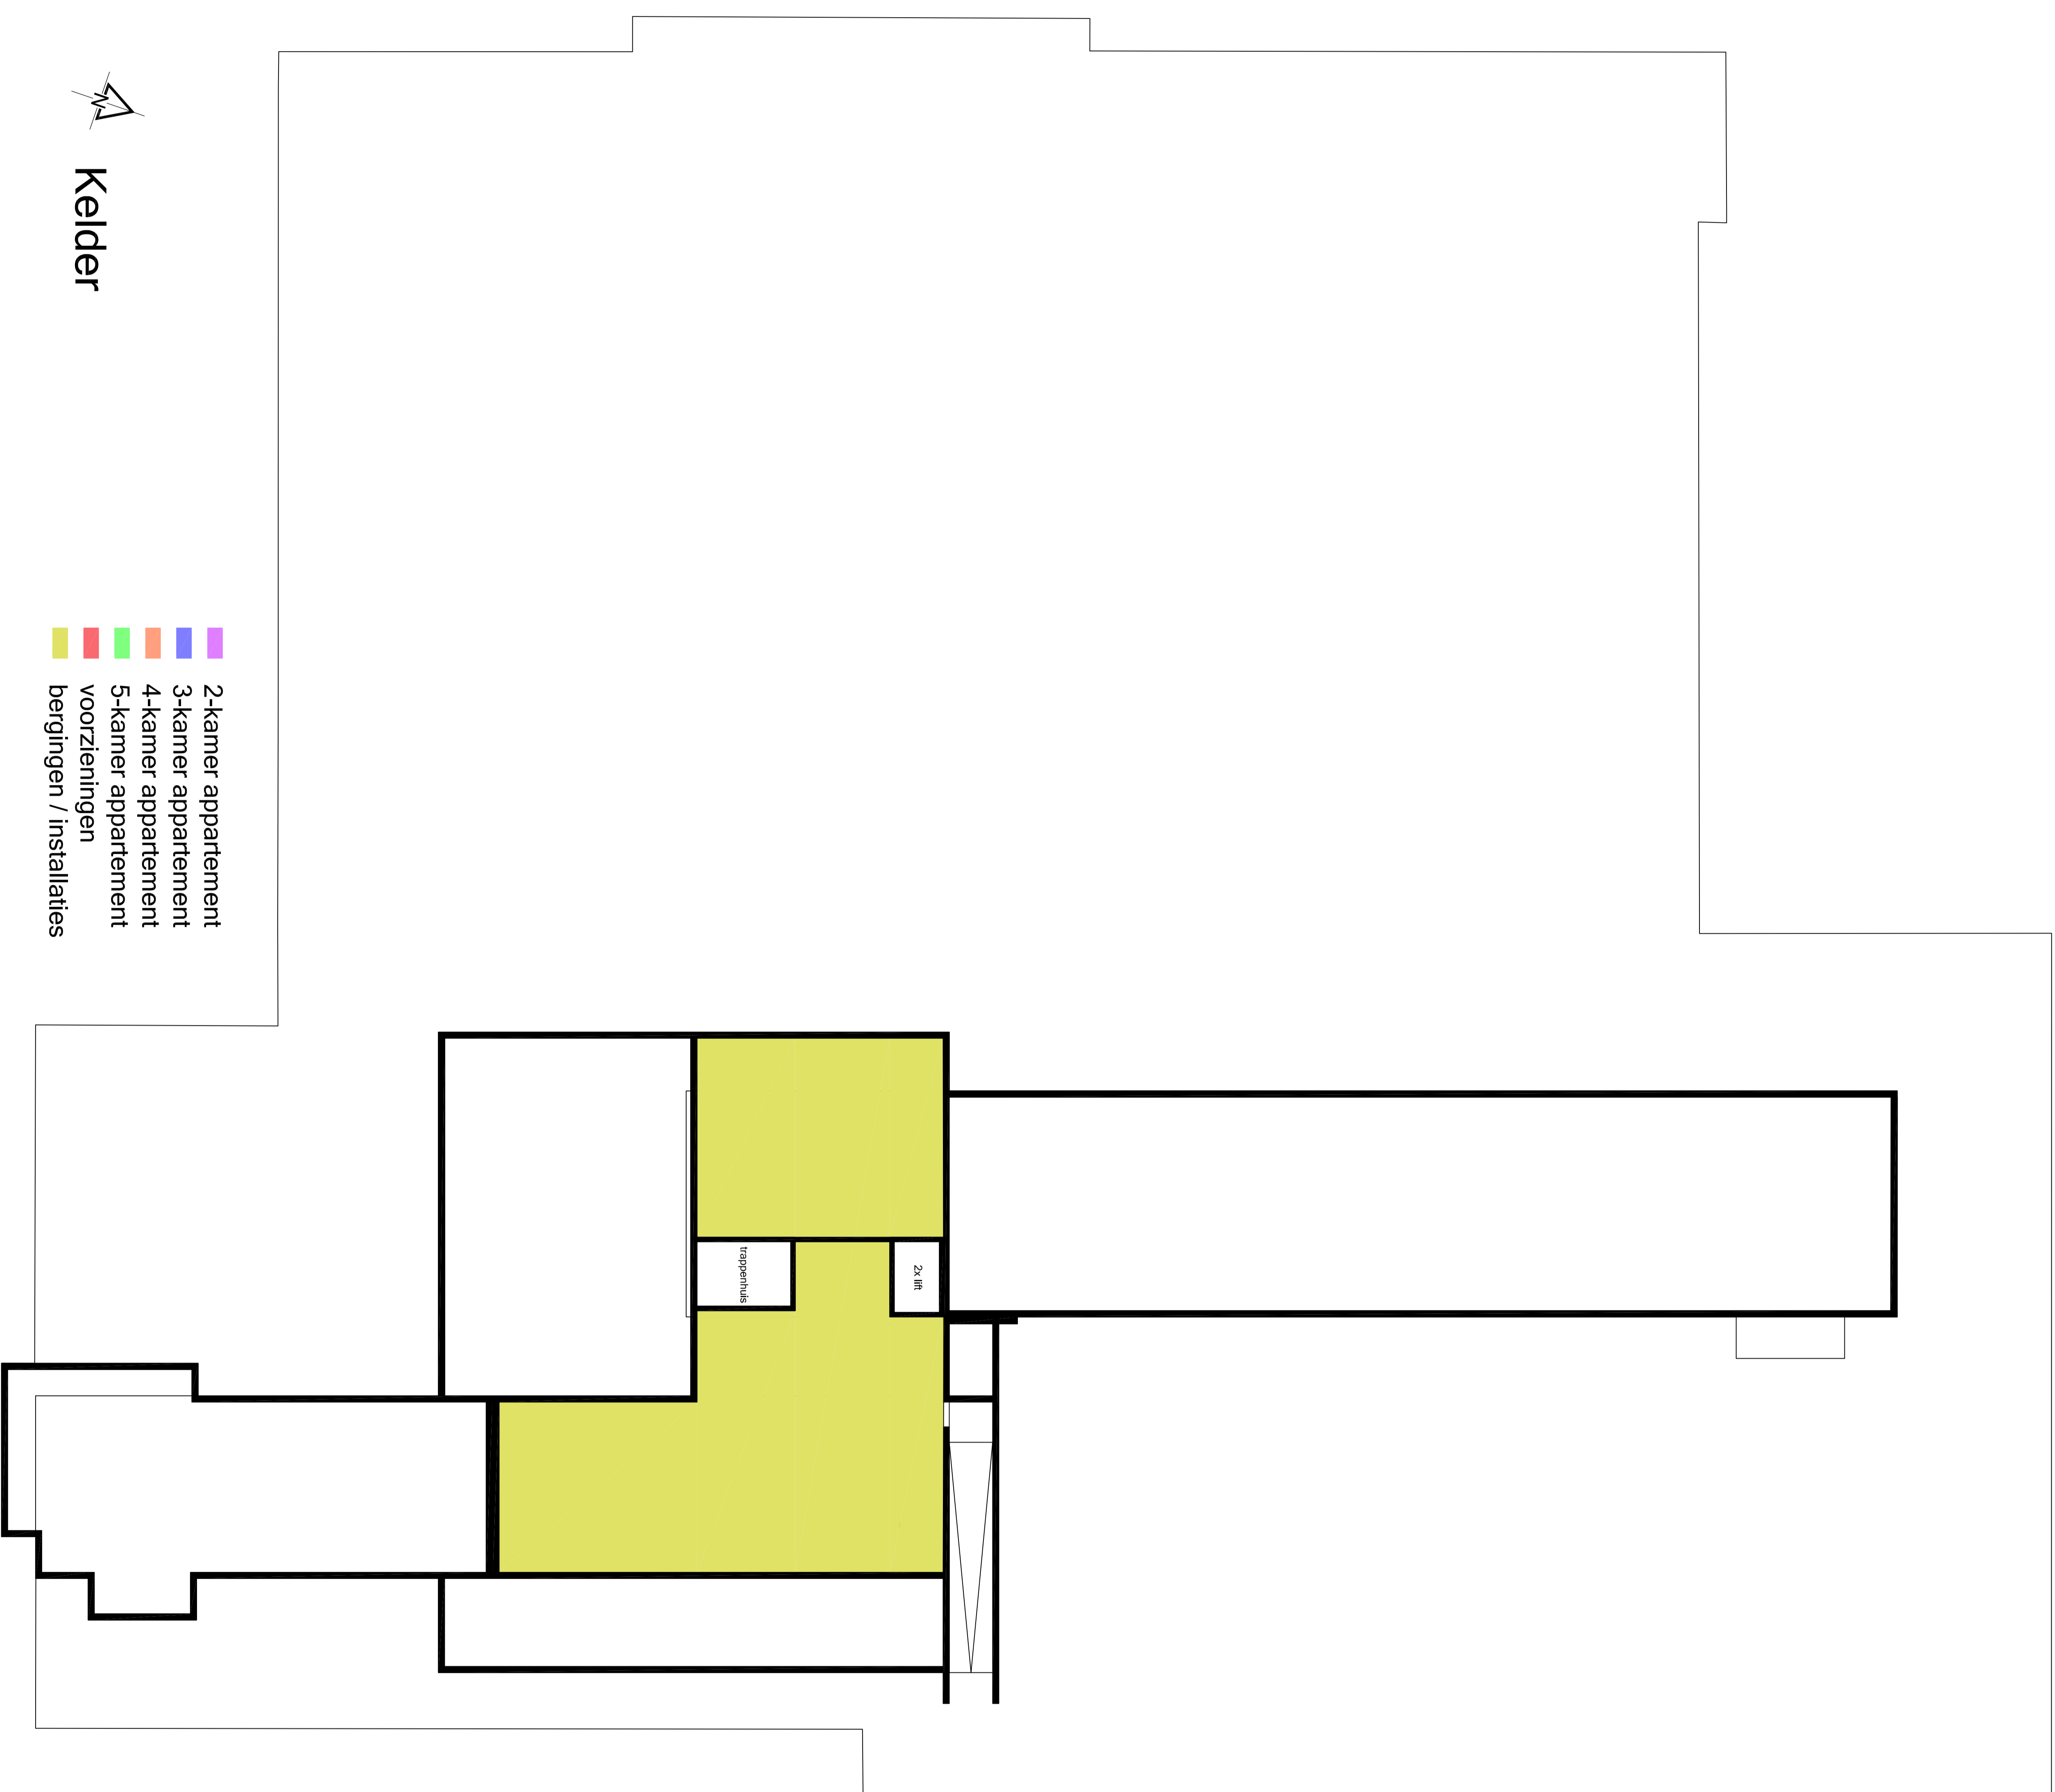 Kelder
2-kamer appartement
3-kamer appartement
4-kamer appartement
5-kamer appartement
voorzieningen
bergingen / installaties
trappenhuis
2x lift